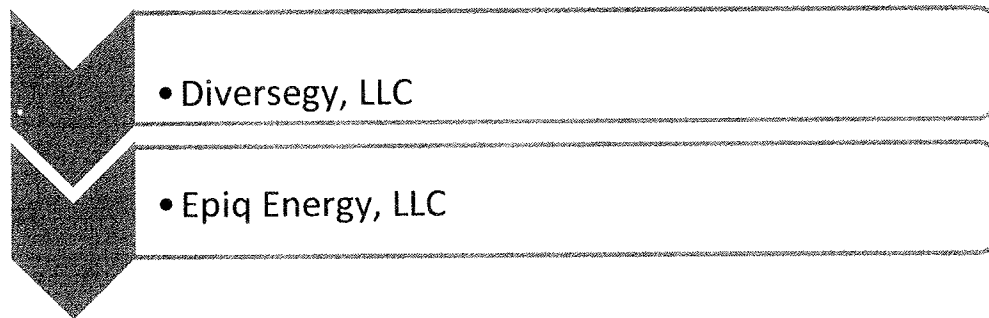 • Diversegy, LLC
• Epiq Energy, LLC